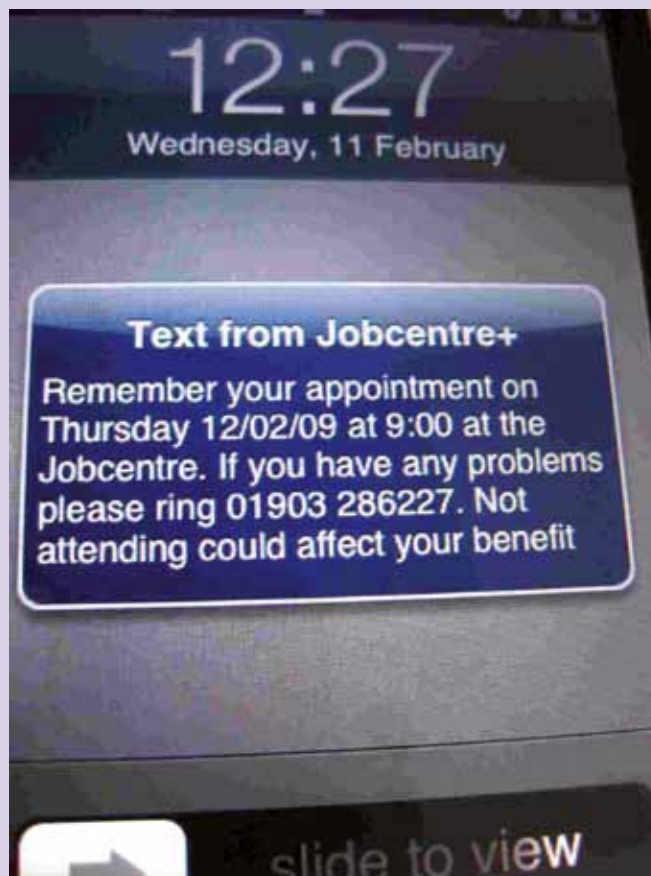 12:27
Wednesday, 11 February
Text from Jobcentre+
Remember your appointment on
Thursday 12/02/09 at 9:00 at the
Jobcentre. If you have any problems
please ring 01903 286227. Not
attending could affect your benefit
slide to view